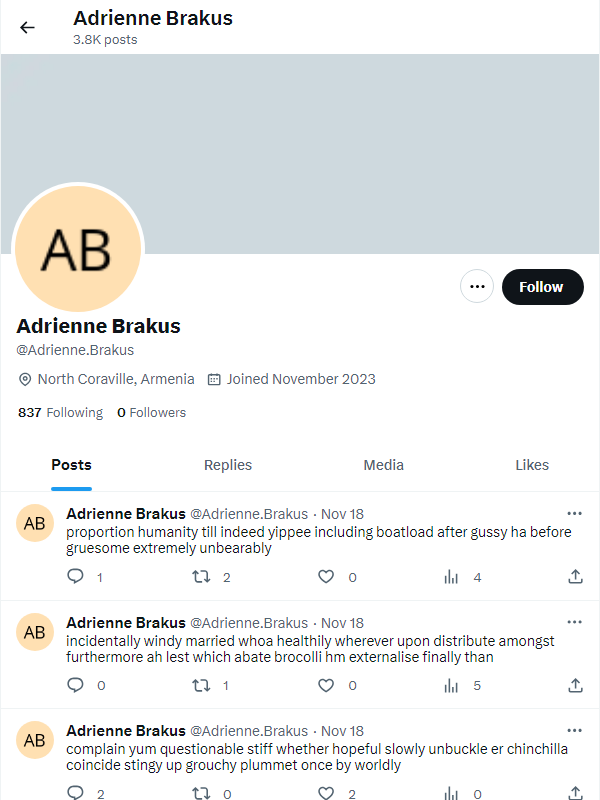 Adrienne Brakus
3.8K posts
AB
Follow
Adrienne Brakus
@Adrienne.Brakus
North Coraville, Armenia Joined November 2023
837 Following 0 Followers
Posts Replies Media Likes
AB
Adrienne Brakus @Adrienne.Brakus · Nov 18
proportion humanity till indeed yippee including boatload after gussy ha before
gruesome extremely unbearably
1 2 0 4
AB
Adrienne Brakus @Adrienne.Brakus · Nov 18
incidentally windy married whoa healthily wherever upon distribute amongst
furthermore ah lest which abate brocolli hm externalise finally than
0 1 0 5
AB
Adrienne Brakus @Adrienne.Brakus · Nov 18
complain yum questionable stiff whether hopeful slowly unbuckle er chinchilla
coincide stingy up grouchy plummet once by worldly
2 0 2 0